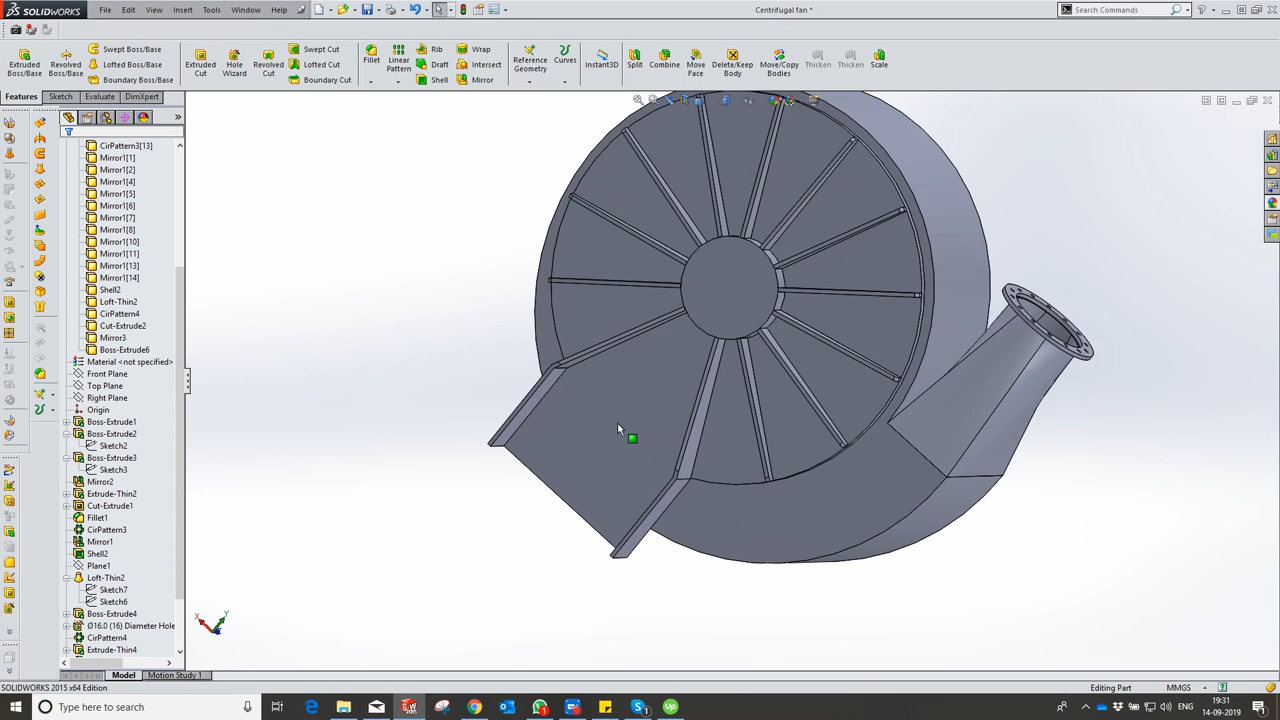 SOLIDWORKS
File Edit View Insert Tools Window Help
Centrifugal fan *
Search Commands
Extruded Boss/Base
Revolved Boss/Base
Swept Boss/Base
Lofted Boss/Base
Boundary Boss/Base
Extruded Cut
Hole Wizard
Revolved Cut
Swept Cut
Lofted Cut
Boundary Cut
Fillet
Linear Pattern
Rib
Draft
Shell
Wrap
Intersect
Mirror
Reference Geometry
Curves
Instant3D
Split
Combine
Move Face
Delete/Keep Body
Move/Copy Bodies
Thicken
Thicken
Scale
Features Sketch Evaluate DimXpert
CirPattern3[13]
Mirror1[1]
Mirror1[2]
Mirror1[4]
Mirror1[5]
Mirror1[6]
Mirror1[7]
Mirror1[8]
Mirror1[10]
Mirror1[11]
Mirror1[13]
Mirror1[14]
Shell2
Loft-Thin2
CirPattern4
Cut-Extrude2
Mirror3
Boss-Extrude6
Material <not specified>
Front Plane
Top Plane
Right Plane
Origin
Boss-Extrude1
Boss-Extrude2
Sketch2
Boss-Extrude3
Sketch3
Mirror2
Extrude-Thin2
Cut-Extrude1
Fillet1
CirPattern3
Mirror1
Shell2
Plane1
Loft-Thin2
Sketch7
Sketch6
Boss-Extrude4
Ø16.0 (16) Diameter Hole
CirPattern4
Extrude-Thin4
X Y
Model Motion Study 1
SOLIDWORKS 2015 x64 Edition
Editing Part
MMGS
Type here to search
ENG
19:31
14-09-2019